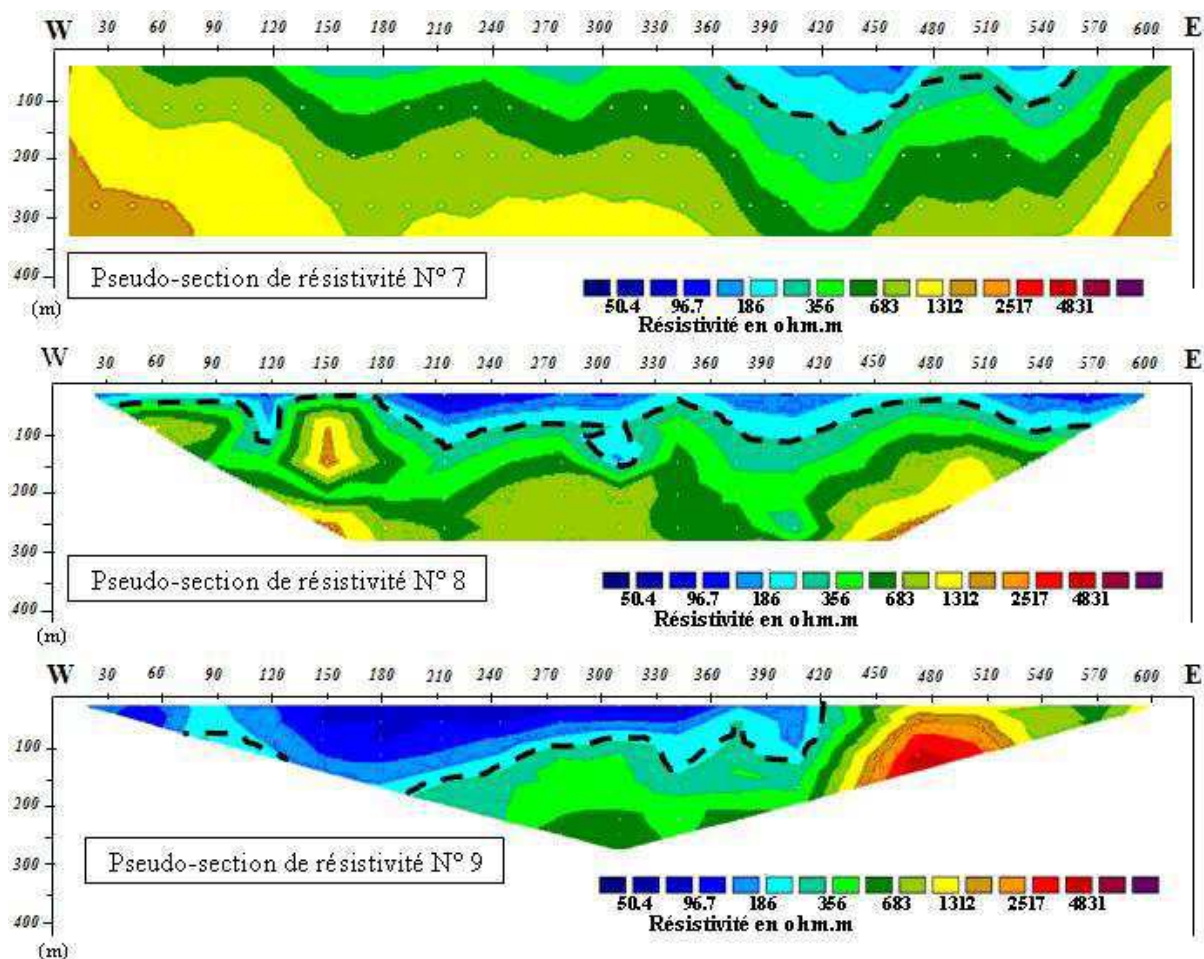 W 30 60 90 120 150 180 210 240 270 300 330 360 390 420 450 480 510 540 570 600 E
100
200
300
400
(m)
Pseudo-section de résistivité N° 7
50.4 96.7 186 356 683 1312 2517 4831
Résistivité en ohm.m
W 30 60 90 120 150 180 210 240 270 300 330 360 390 420 450 480 510 540 570 600 E
100
200
300
400
(m)
Pseudo-section de résistivité N° 8
50.4 96.7 186 356 683 1312 2517 4831
Résistivité en ohm.m
W 30 60 90 120 150 180 210 240 270 300 330 360 390 420 450 480 510 540 570 600 E
100
200
300
400
(m)
Pseudo-section de résistivité N° 9
50.4 96.7 186 356 683 1312 2517 4831
Résistivité en ohm.m